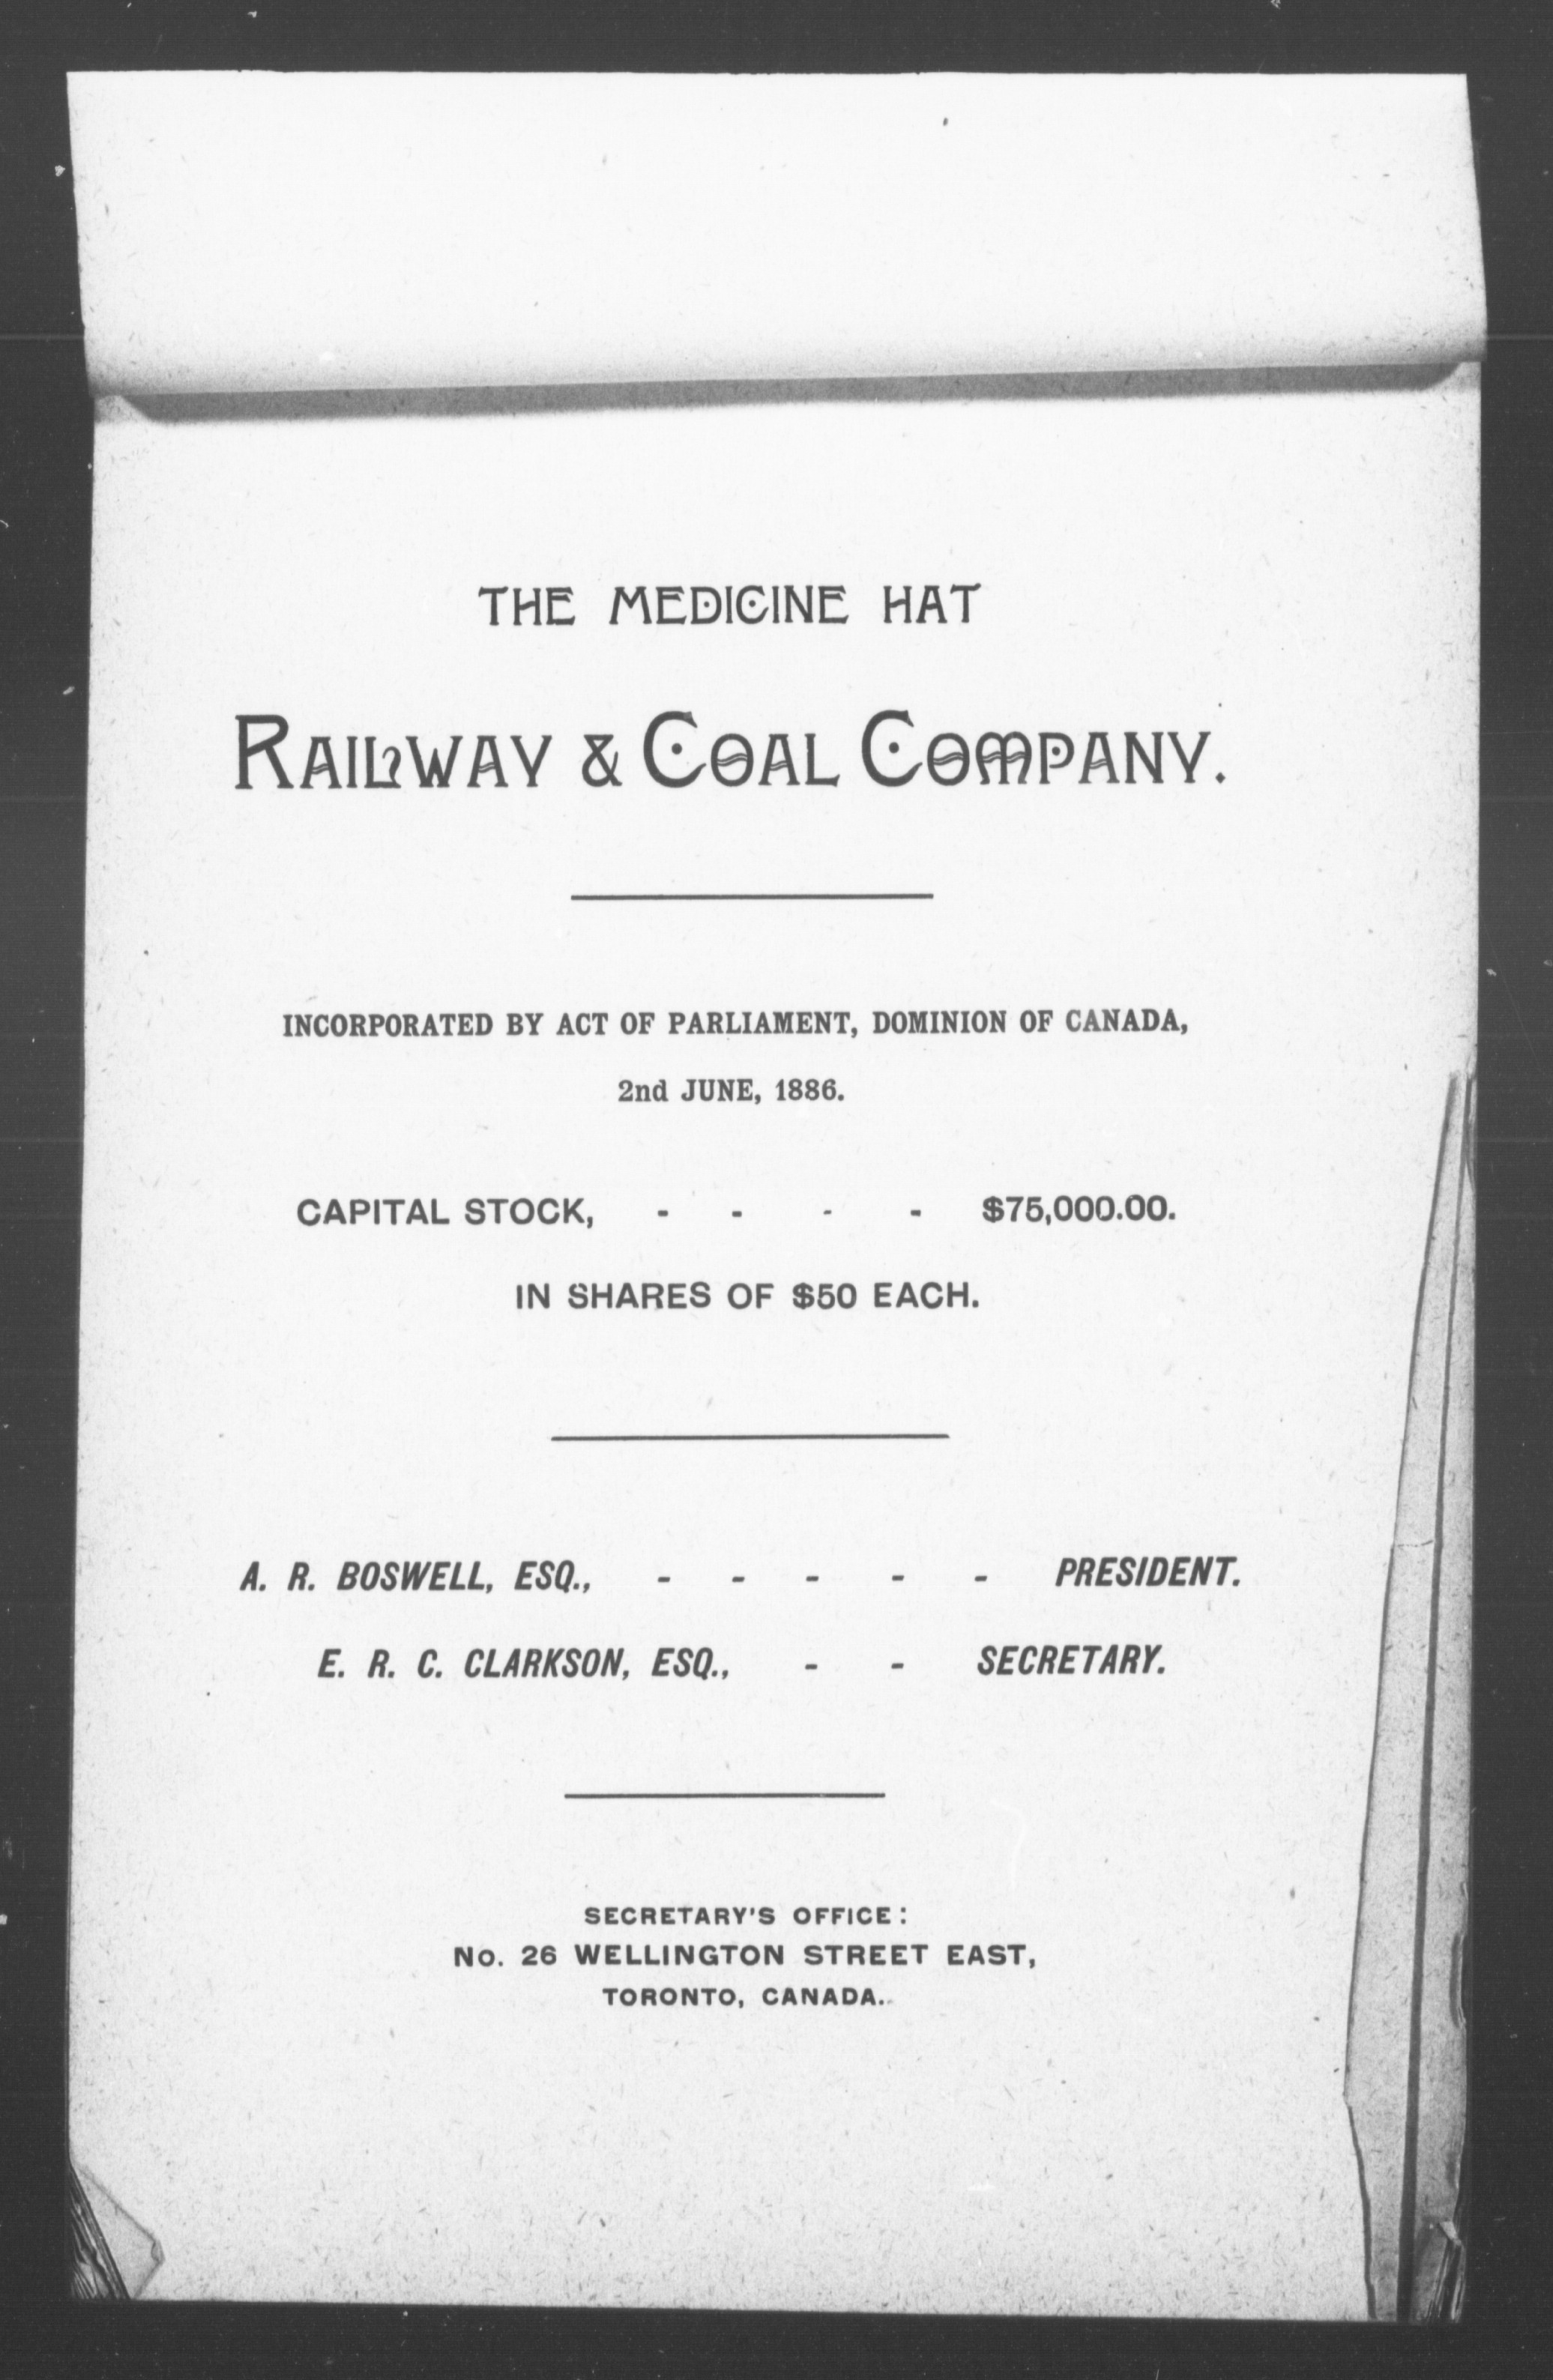 THE MEDICINE HAT
RAILWAY & COAL COMPANY.
INCORPORATED BY ACT OF PARLIAMENT, DOMINION OF CANADA,
2nd JUNE, 1886.
CAPITAL STOCK, - - - - $75,000.00.
IN SHARES OF $50 EACH.
A. R. BOSWELL, ESQ., - - - - - PRESIDENT.
E. R. C. CLARKSON, ESQ., - - SECRETARY.
SECRETARY'S OFFICE:
No. 26 WELLINGTON STREET EAST,
TORONTO, CANADA.